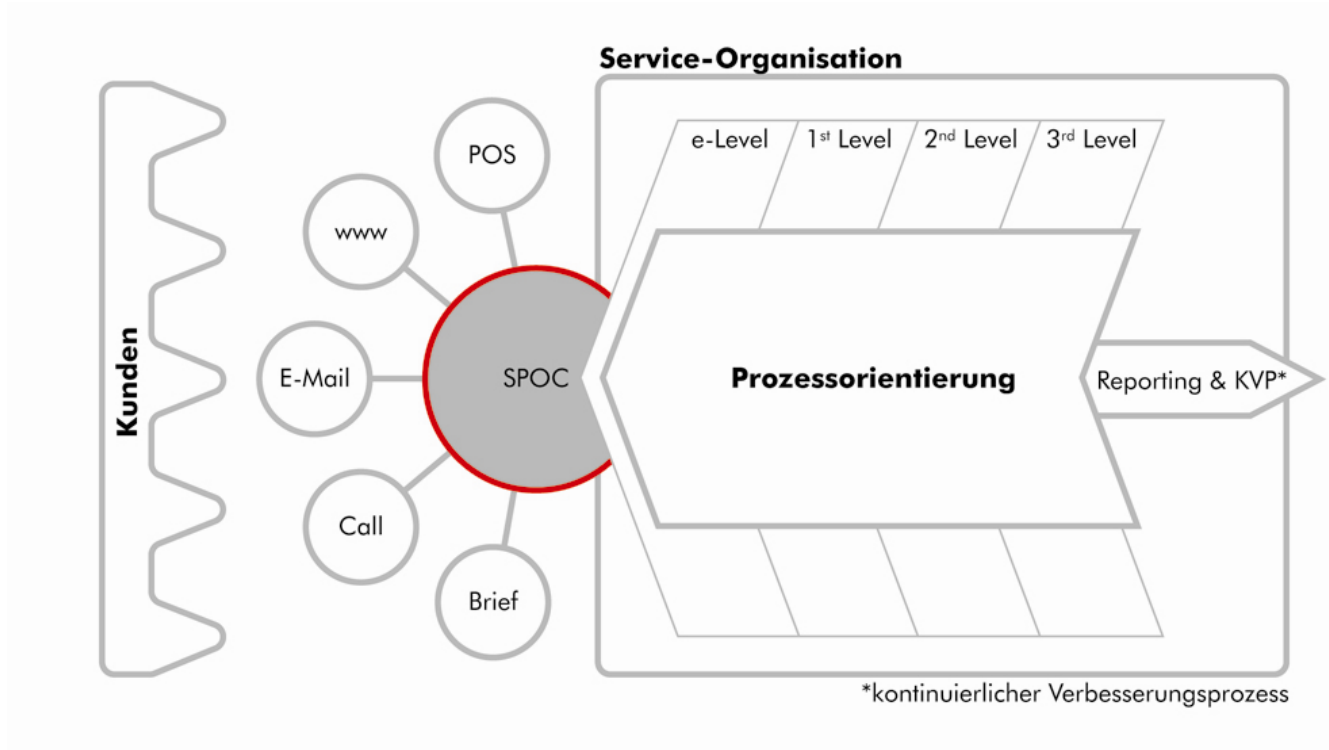 Service-Organisation
e-Level 1st Level 2nd Level 3rd Level
POS
www
Kunden
E-Mail
SPOC
Prozessorientierung
Reporting & KVP*
Call
Brief
*kontinuierlicher Verbesserungsprozess